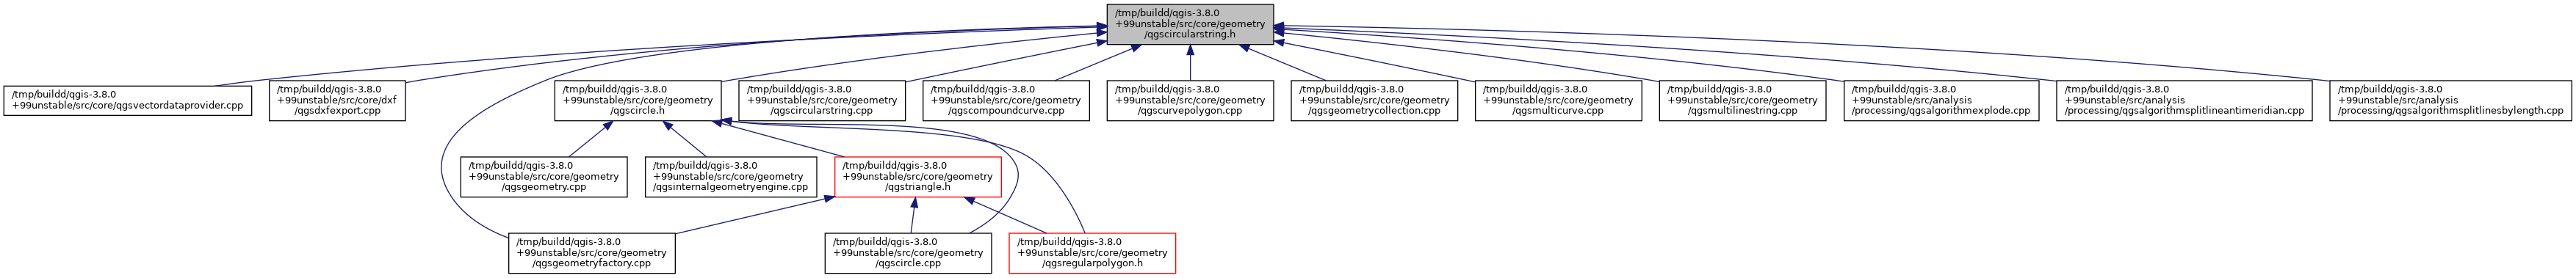 /tmp/buildd/qgis-3.8.0
+99unstable/src/core/geometry
/qgscircularstring.h
/tmp/buildd/qgis-3.8.0
+99unstable/src/core/qgsvectordataprovider.cpp
/tmp/buildd/qgis-3.8.0
+99unstable/src/core/dxf
/qgsdxfexport.cpp
/tmp/buildd/qgis-3.8.0
+99unstable/src/core/geometry
/qgscircle.h
/tmp/buildd/qgis-3.8.0
+99unstable/src/core/geometry
/qgscircularstring.cpp
/tmp/buildd/qgis-3.8.0
+99unstable/src/core/geometry
/qgscompoundcurve.cpp
/tmp/buildd/qgis-3.8.0
+99unstable/src/core/geometry
/qgscurvepolygon.cpp
/tmp/buildd/qgis-3.8.0
+99unstable/src/core/geometry
/qgsgeometrycollection.cpp
/tmp/buildd/qgis-3.8.0
+99unstable/src/core/geometry
/qgsmulticurve.cpp
/tmp/buildd/qgis-3.8.0
+99unstable/src/core/geometry
/qgsmultilinestring.cpp
/tmp/buildd/qgis-3.8.0
+99unstable/src/analysis
/processing/qgsalgorithmexplode.cpp
/tmp/buildd/qgis-3.8.0
+99unstable/src/analysis
/processing/qgsalgorithmsplitlineantimeridian.cpp
/tmp/buildd/qgis-3.8.0
+99unstable/src/analysis
/processing/qgsalgorithmsplitlinesbylength.cpp
/tmp/buildd/qgis-3.8.0
+99unstable/src/core/geometry
/qgsgeometry.cpp
/tmp/buildd/qgis-3.8.0
+99unstable/src/core/geometry
/qgsinternalgeometryengine.cpp
/tmp/buildd/qgis-3.8.0
+99unstable/src/core/geometry
/qgstriangle.h
/tmp/buildd/qgis-3.8.0
+99unstable/src/core/geometry
/qgsgeometryfactory.cpp
/tmp/buildd/qgis-3.8.0
+99unstable/src/core/geometry
/qgscircle.cpp
/tmp/buildd/qgis-3.8.0
+99unstable/src/core/geometry
/qgsregularpolygon.h